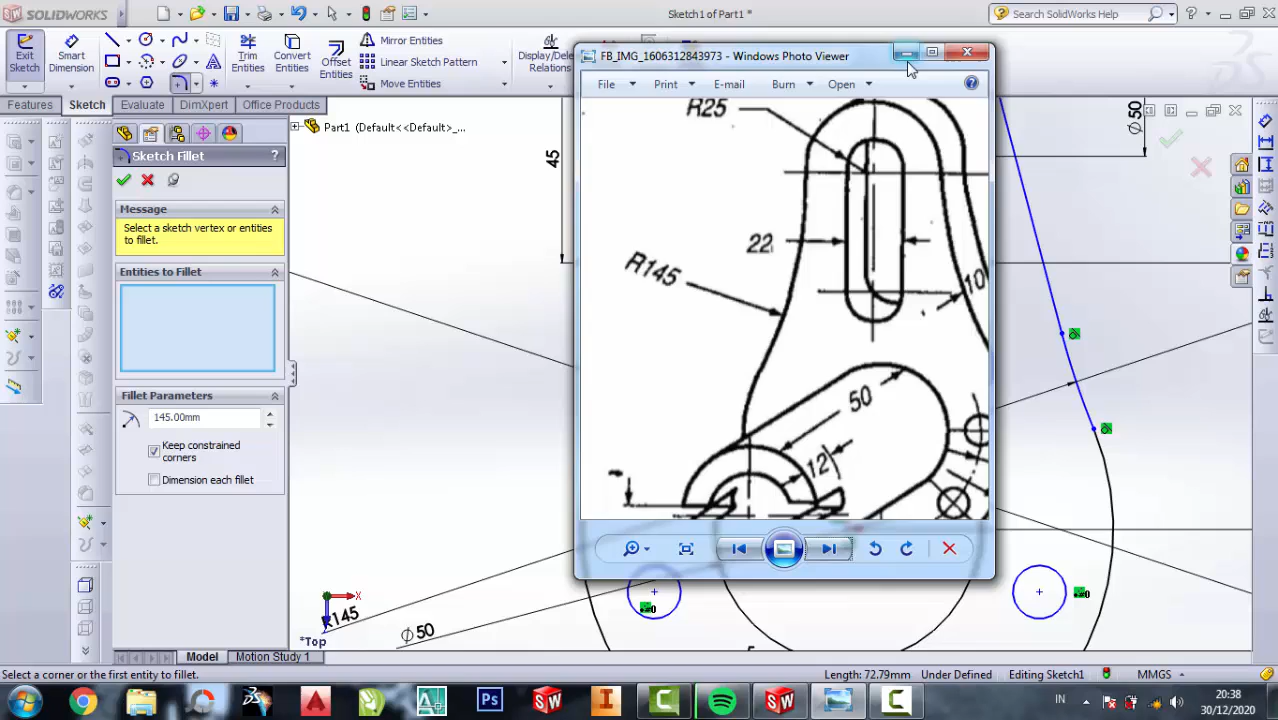 SOLIDWORKS
Sketch1 of Part1 *
Search SolidWorks Help
Exit Sketch
Smart Dimension
Trim Entities
Convert Entities
Offset Entities
Mirror Entities
Linear Sketch Pattern
Move Entities
Display/De...
Relations
Features
Sketch
Evaluate
DimXpert
Office Products
FB_IMG_1606312843973 - Windows Photo Viewer
File
Print
E-mail
Burn
Open
Part1 (Default<<Default>_...
Sketch Fillet
?
Message
Select a sketch vertex or entities to fillet.
Entities to Fillet
Fillet Parameters
145.00mm
Keep constrained corners
Dimension each fillet
45
Ø50
R25
22
R145
10
50
12
R145
Ø50
X
*Top
Model
Motion Study 1
Select a corner or the first entity to fillet.
Length: 72.79mm
Under Defined
Editing Sketch1
MMGS
IN
20:38
30/12/2020